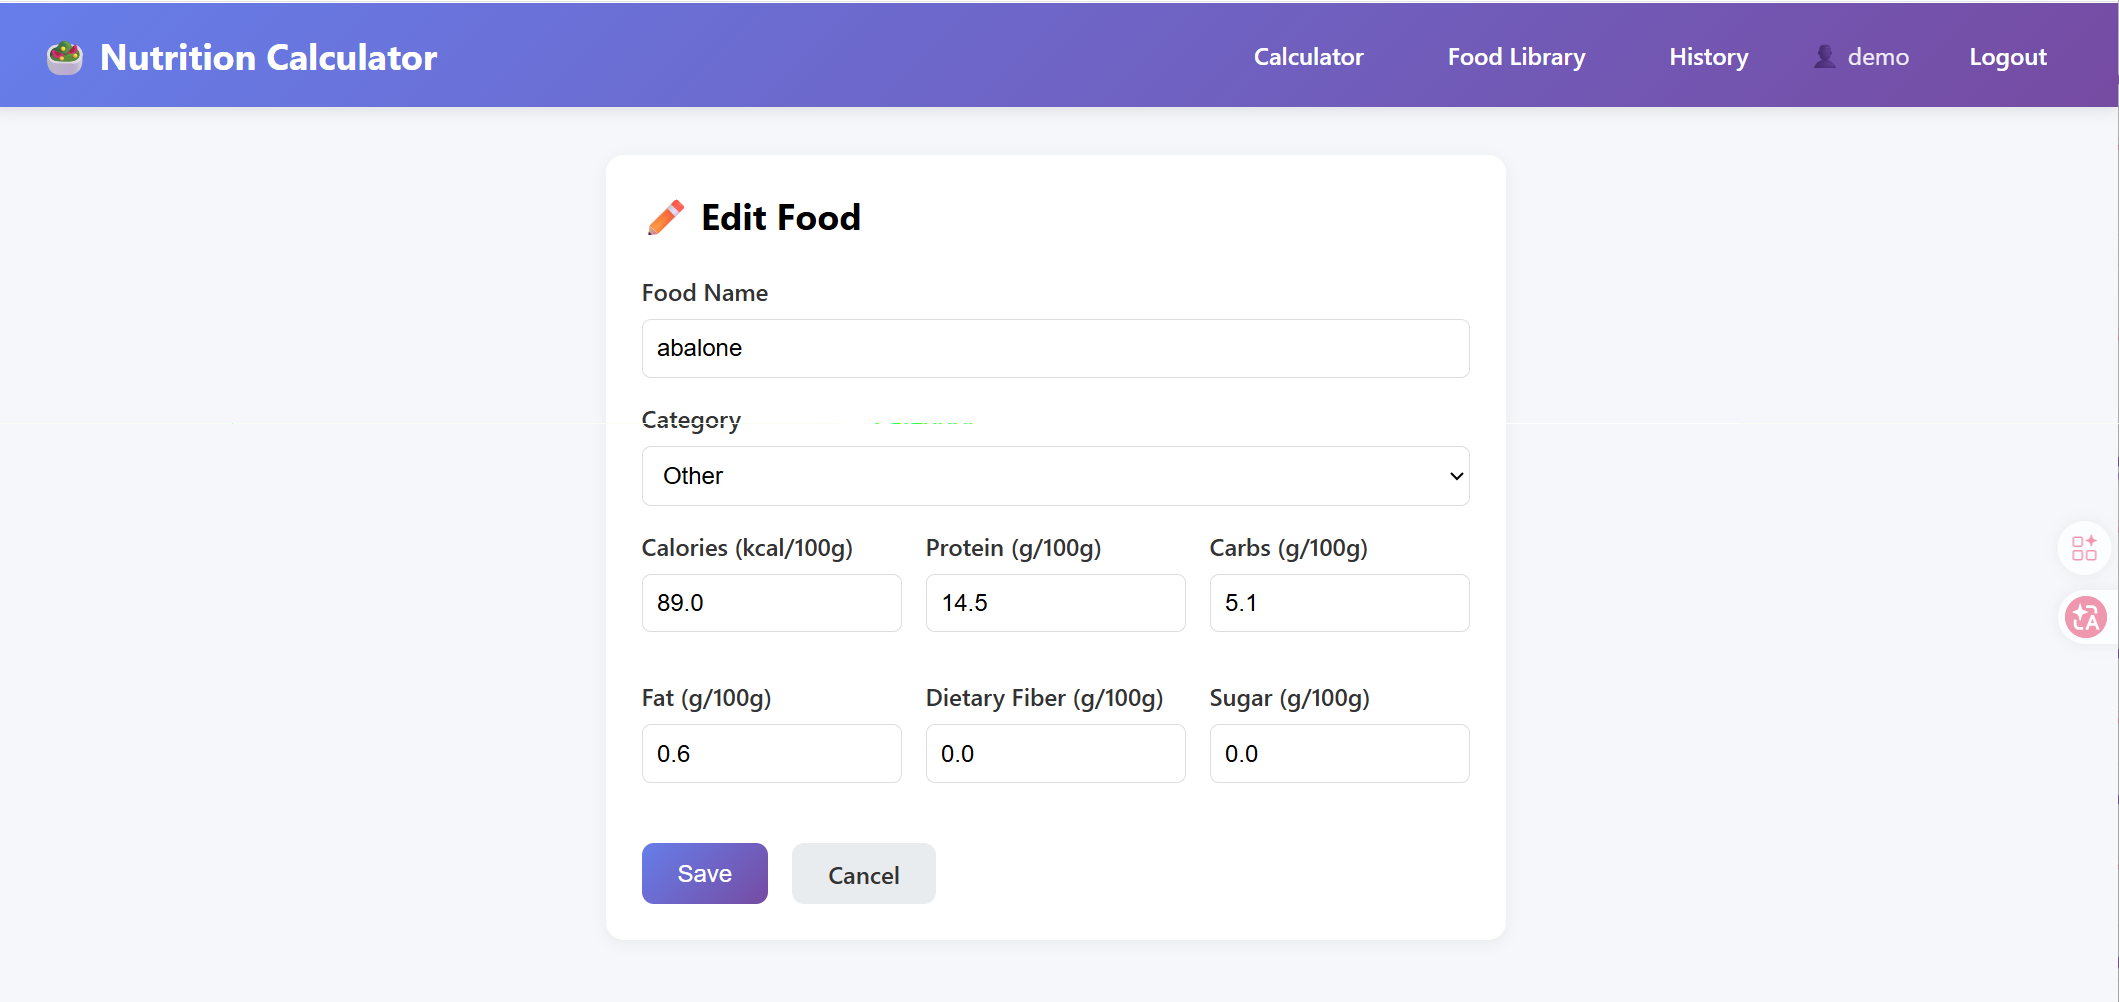 Nutrition Calculator
Calculator Food Library History demo Logout
Edit Food
Food Name
abalone
Category
Other
Calories (kcal/100g) Protein (g/100g) Carbs (g/100g)
89.0 14.5 5.1
Fat (g/100g) Dietary Fiber (g/100g) Sugar (g/100g)
0.6 0.0 0.0
Save Cancel